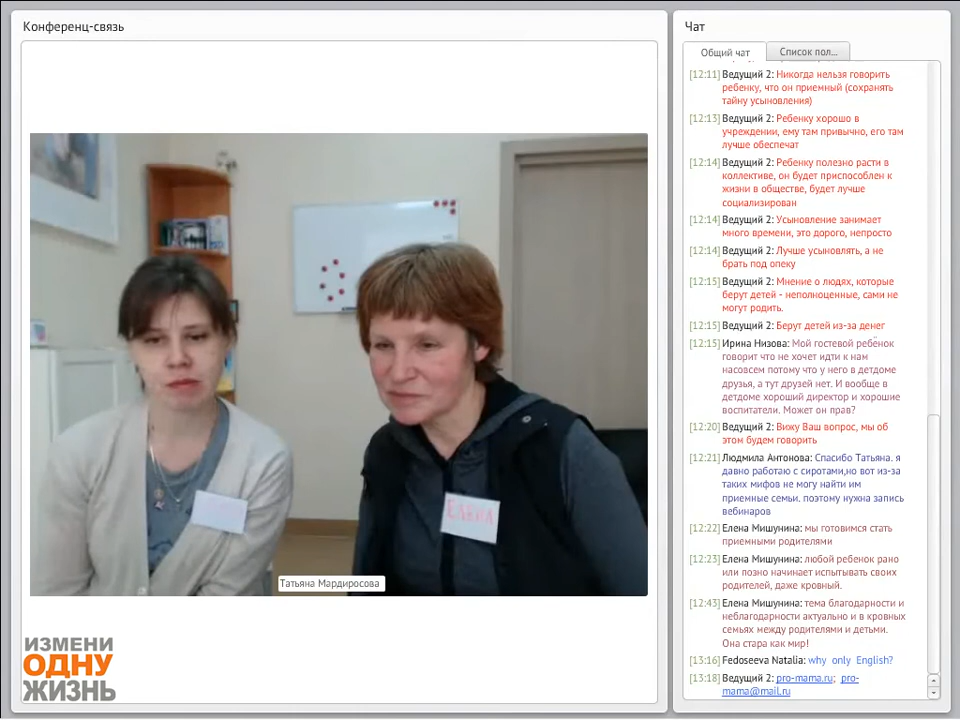 Конференц-связь
ЕЛЕНА
Татьяна Мардиросова
ИЗМЕНИ
ОДНУ
ЖИЗНЬ
Чат
Общий чат
Список пол...
[12:11] Ведущий 2: Никогда нельзя говорить
ребенку, что он приемный (сохранять
тайну усыновления)
[12:13] Ведущий 2: Ребенку хорошо в
учреждении, ему там привычно, его там
лучше обеспечат
[12:14] Ведущий 2: Ребенку полезно расти в
коллективе, он будет приспособлен к
жизни в обществе, будет лучше
социализирован
[12:14] Ведущий 2: Усыновление занимает
много времени, это дорого, непросто
[12:14] Ведущий 2: Лучше усыновлять, а не
брать под опеку
[12:15] Ведущий 2: Мнение о людях, которые
берут детей - неполноценные, сами не
могут родить.
[12:15] Ведущий 2: Берут детей из-за денег
[12:15] Ирина Низова: Мой гостевой ребёнок
говорит что не хочет идти к нам
насовсем потому что у него в детдоме
друзья, а тут друзей нет. И вообще в
детдоме хороший директор и хорошие
воспитатели. Может он прав?
[12:20] Ведущий 2: Вижу Ваш вопрос, мы об
этом будем говорить
[12:21] Людмила Антонова: Спасибо Татьяна. я
давно работаю с сиротами,но вот из-за
таких мифов не могу найти им
приемные семьи. поэтому нужна запись
вебинаров
[12:22] Елена Мишунина: мы готовимся стать
приемными родителями
[12:23] Елена Мишунина: любой ребенок рано
или позно начинает испытывать своих
родителей, даже кровный.
[12:43] Елена Мишунина: тема благодарности и
неблагодарности актуально и в кровных
семьях между родителями и детьми.
Она стара как мир!
[13:16] Fedoseeva Natalia: why only English?
[13:18] Ведущий 2: pro-mama.ru; pro-
mama@mail.ru